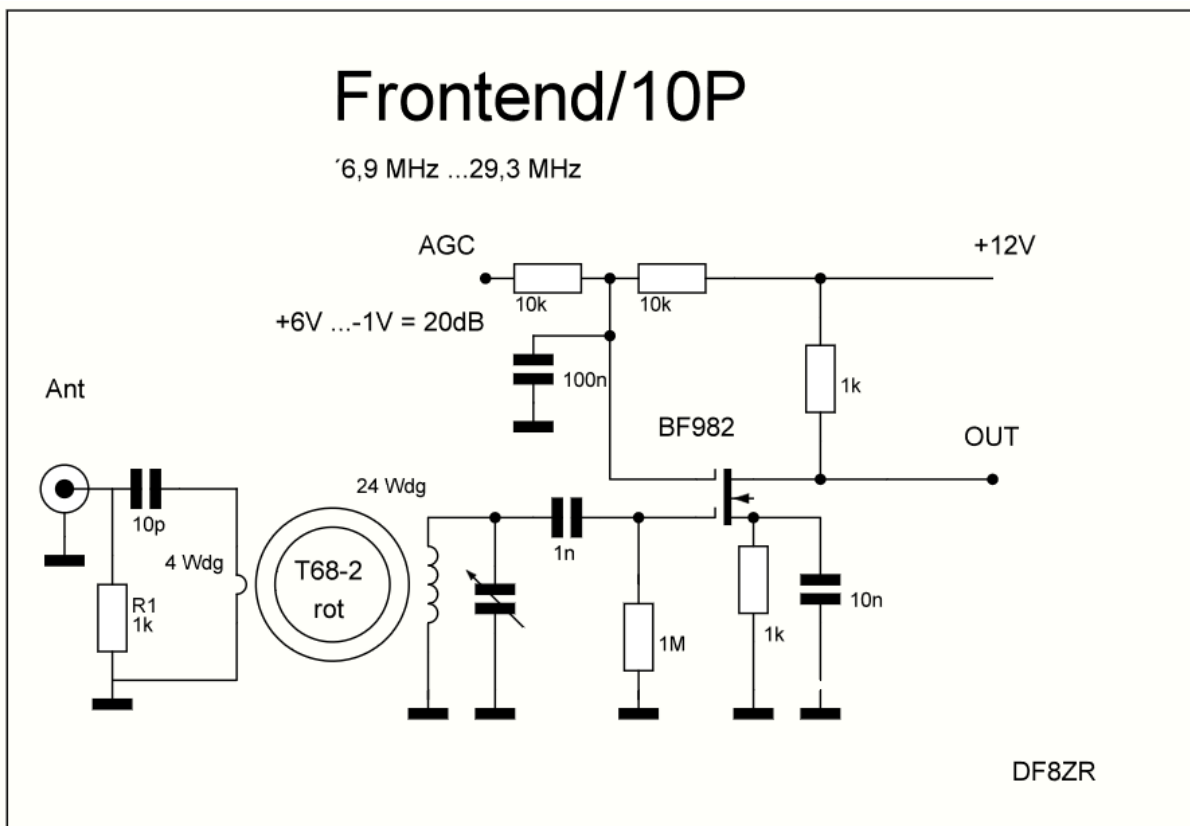 Frontend/10P
´6,9 MHz ...29,3 MHz
AGC
+12V
10k
10k
+6V ...-1V = 20dB
100n
1k
Ant
BF982
OUT
24 Wdg
10p
1n
4 Wdg
T68-2
rot
R1
1k
10n
1M
1k
DF8ZR